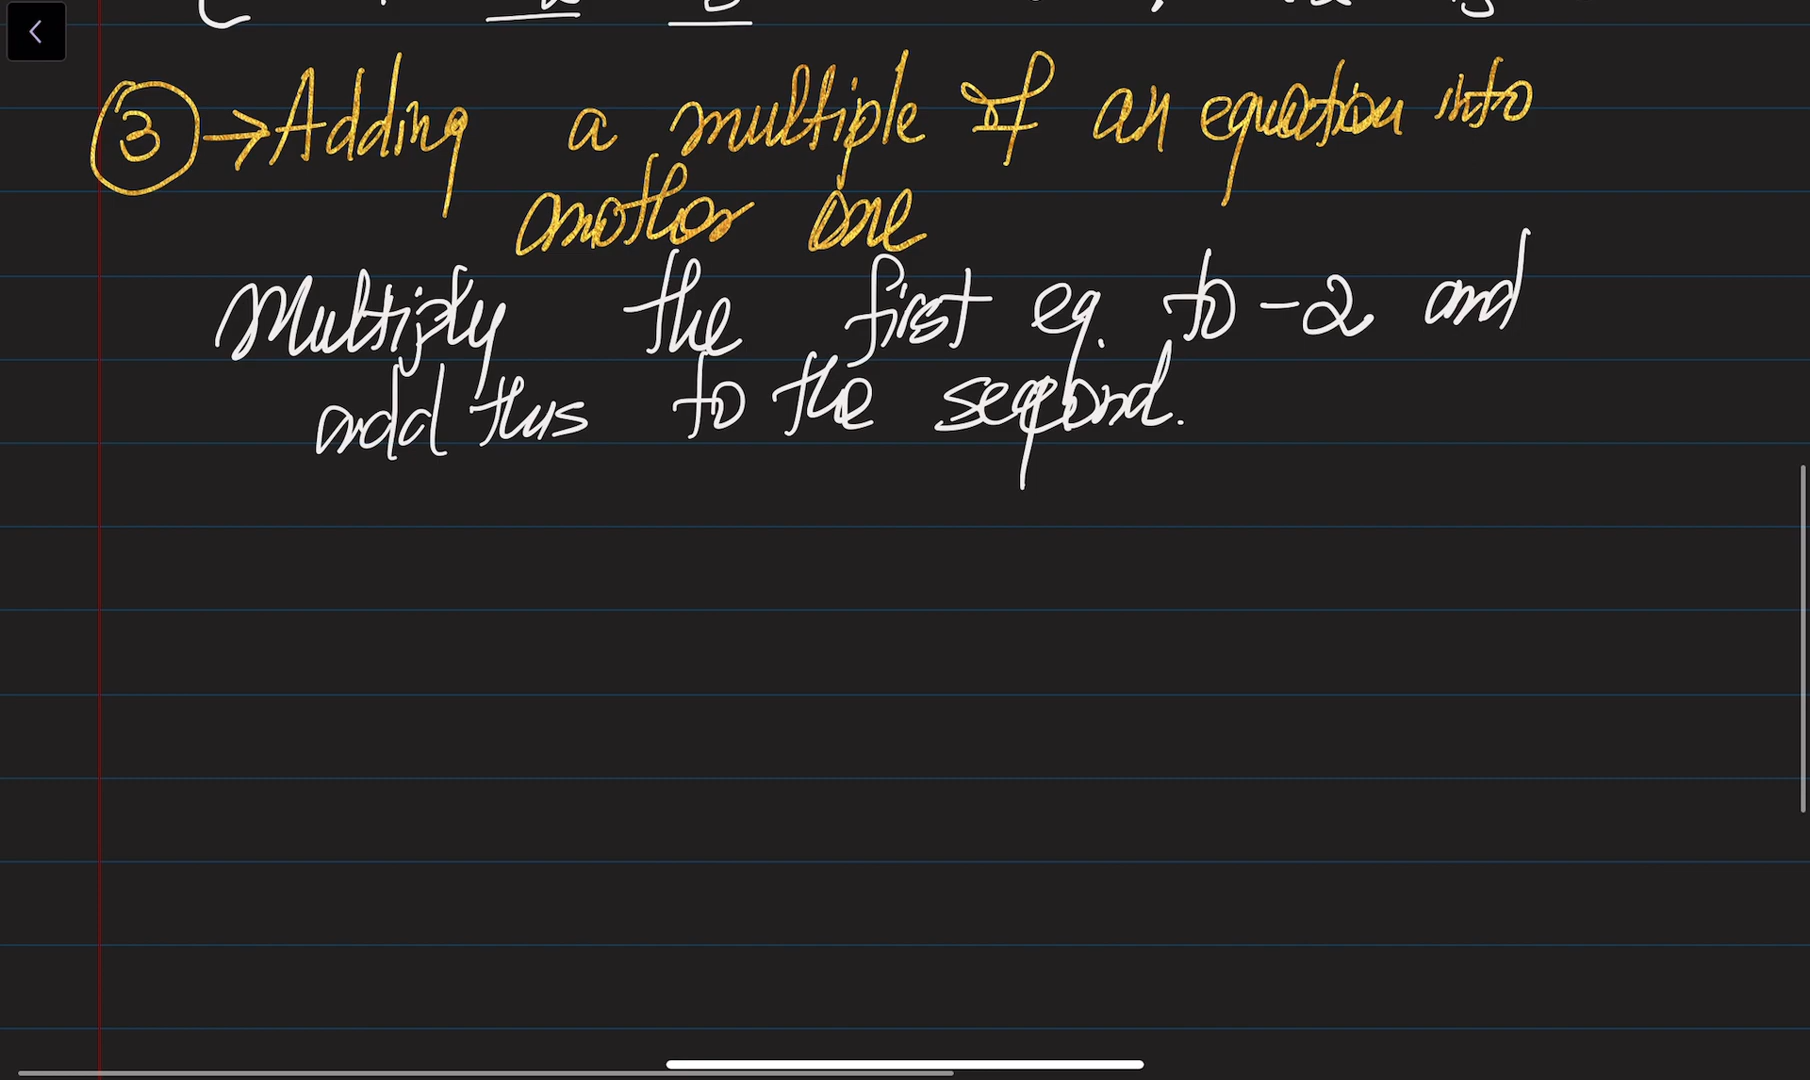 ③ → Adding a multiple of an equation into
another one
Multiply the first eq. to -2 and
add this to the second.